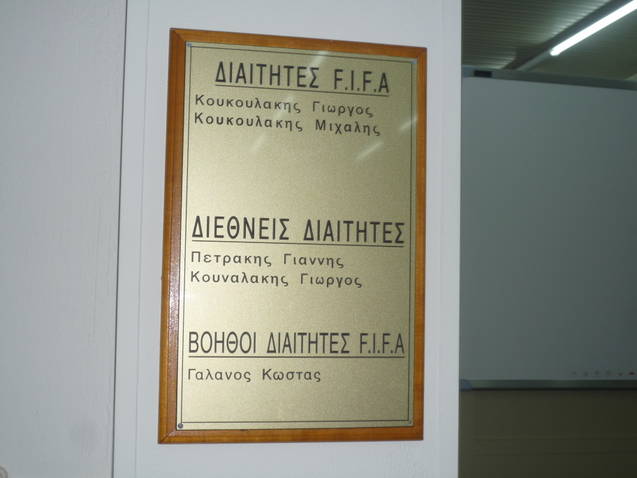 ΔΙΑΙΤΗΤΕΣ F.I.F.A
Κουκουλακης Γιωργος
Κουκουλακης Μιχαλης
ΔΙΕΘΝΕΙΣ ΔΙΑΙΤΗΤΕΣ
Πετρακης Γιαννης
Κουναλακης Γιωργος
ΒΟΗΘΟΙ ΔΙΑΙΤΗΤΕΣ F.I.F.A
Γαλανος Κωστας